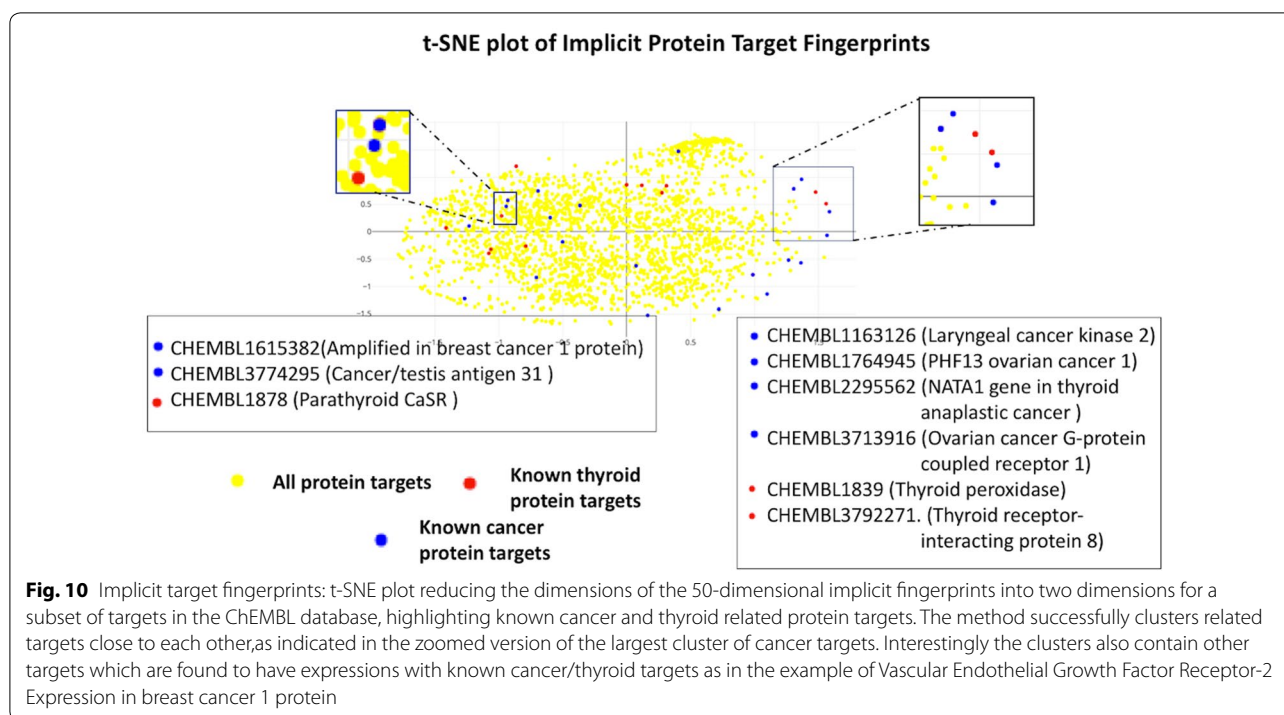 t-SNE plot of Implicit Protein Target Fingerprints
0.5
0
−0.5
−1
−1.5
0.5
CHEMBL1615382(Amplified in breast cancer 1 protein)
CHEMBL3774295 (Cancer/testis antigen 31 )
CHEMBL1878 (Parathyroid CaSR )
CHEMBL1163126 (Laryngeal cancer kinase 2)
CHEMBL1764945 (PHF13 ovarian cancer 1)
CHEMBL2295562 (NATA1 gene in thyroid
anaplastic cancer )
CHEMBL3713916 (Ovarian cancer G-protein
coupled receptor 1)
CHEMBL1839 (Thyroid peroxidase)
CHEMBL3792271. (Thyroid receptor-
interacting protein 8)
All protein targets
Known thyroid
protein targets
Known cancer
protein targets
Fig. 10 Implicit target fingerprints: t-SNE plot reducing the dimensions of the 50-dimensional implicit fingerprints into two dimensions for a
subset of targets in the ChEMBL database, highlighting known cancer and thyroid related protein targets. The method successfully clusters related
targets close to each other,as indicated in the zoomed version of the largest cluster of cancer targets. Interestingly the clusters also contain other
targets which are found to have expressions with known cancer/thyroid targets as in the example of Vascular Endothelial Growth Factor Receptor-2
Expression in breast cancer 1 protein